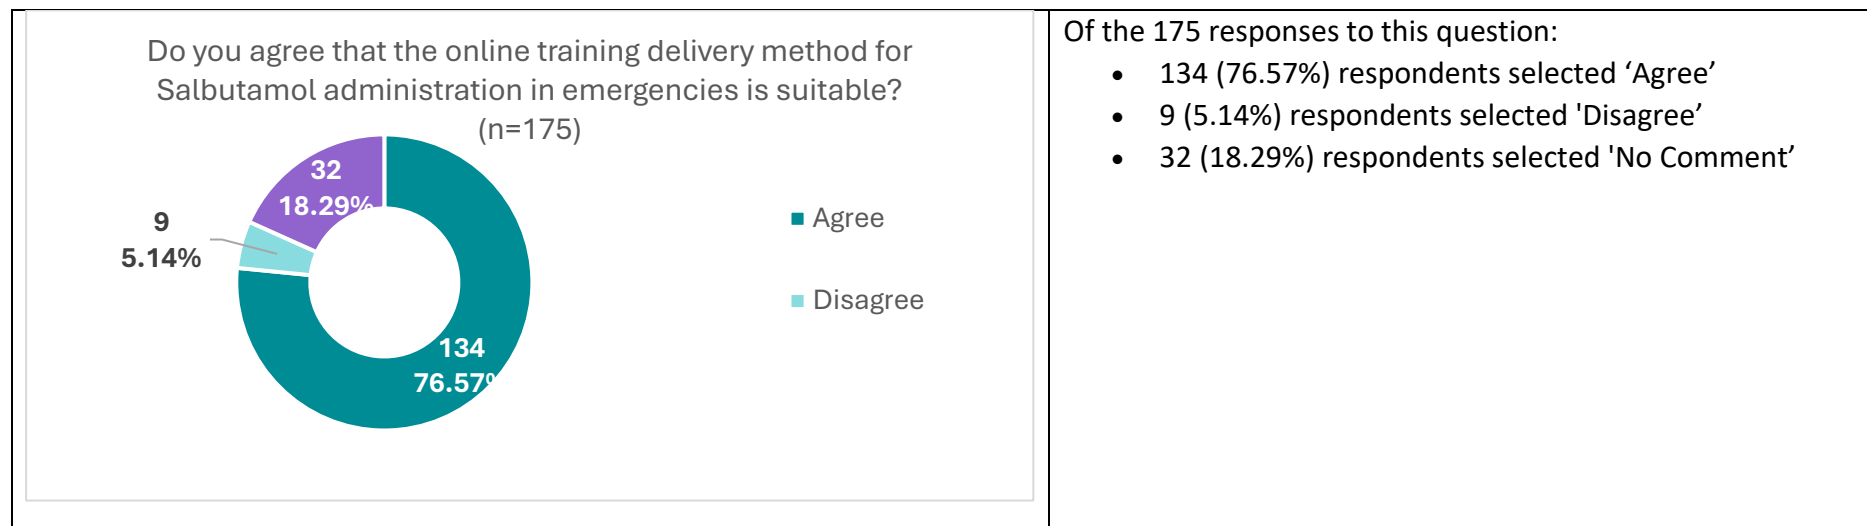 Do you agree that the online training delivery method for
Salbutamol administration in emergencies is suitable?
(n=175)
32
18.29%
9
5.14%
134
76.57%
Agree
Disagree
Of the 175 responses to this question:
• 134 (76.57%) respondents selected ‘Agree’
• 9 (5.14%) respondents selected 'Disagree’
• 32 (18.29%) respondents selected 'No Comment’